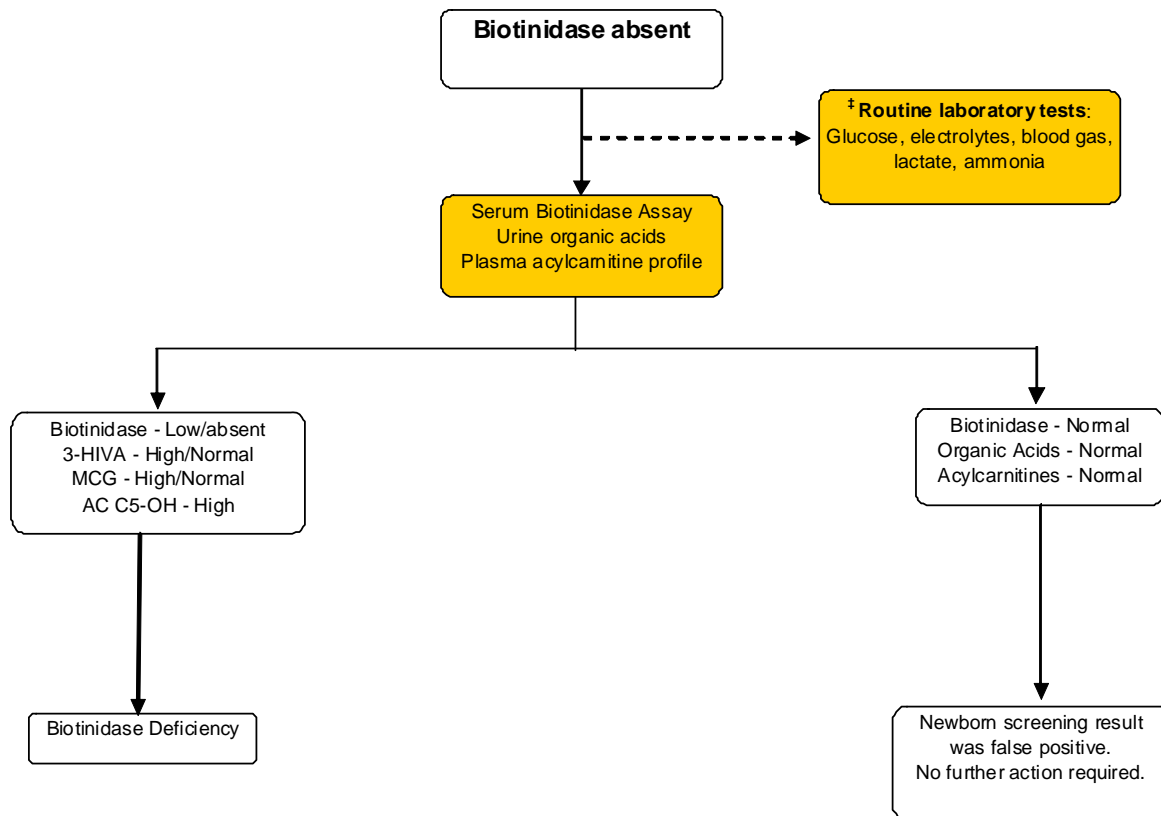 Biotinidase absent
‡ Routine laboratory tests:
Glucose, electrolytes, blood gas,
lactate, ammonia
Serum Biotinidase Assay
Urine organic acids
Plasma acylcarnitine profile
Biotinidase - Low/absent
3-HIVA - High/Normal
MCG - High/Normal
AC C5-OH - High
Biotinidase - Normal
Organic Acids - Normal
Acylcarnitines - Normal
Biotinidase Deficiency
Newborn screening result
was false positive.
No further action required.